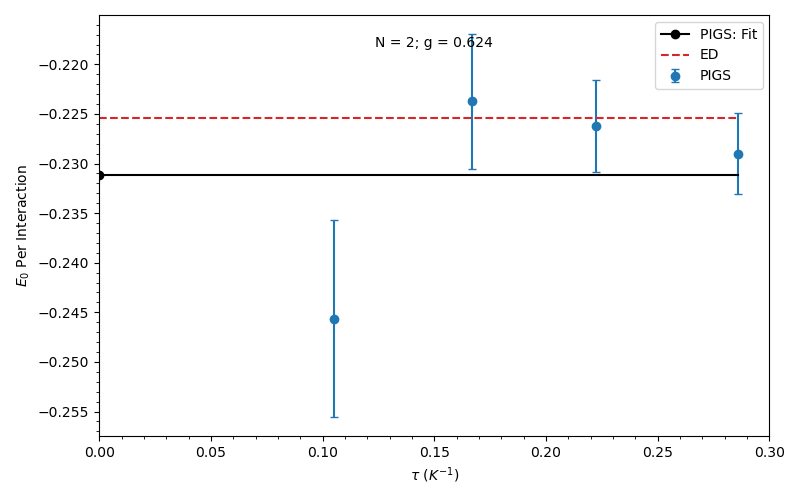 N = 2; g = 0.624
PIGS: Fit
ED
PIGS
−0.220
−0.225
−0.230
−0.235
−0.240
−0.245
−0.250
−0.255
E₀ Per Interaction
0.00 0.05 0.10 0.15 0.20 0.25 0.30
τ (K⁻¹)